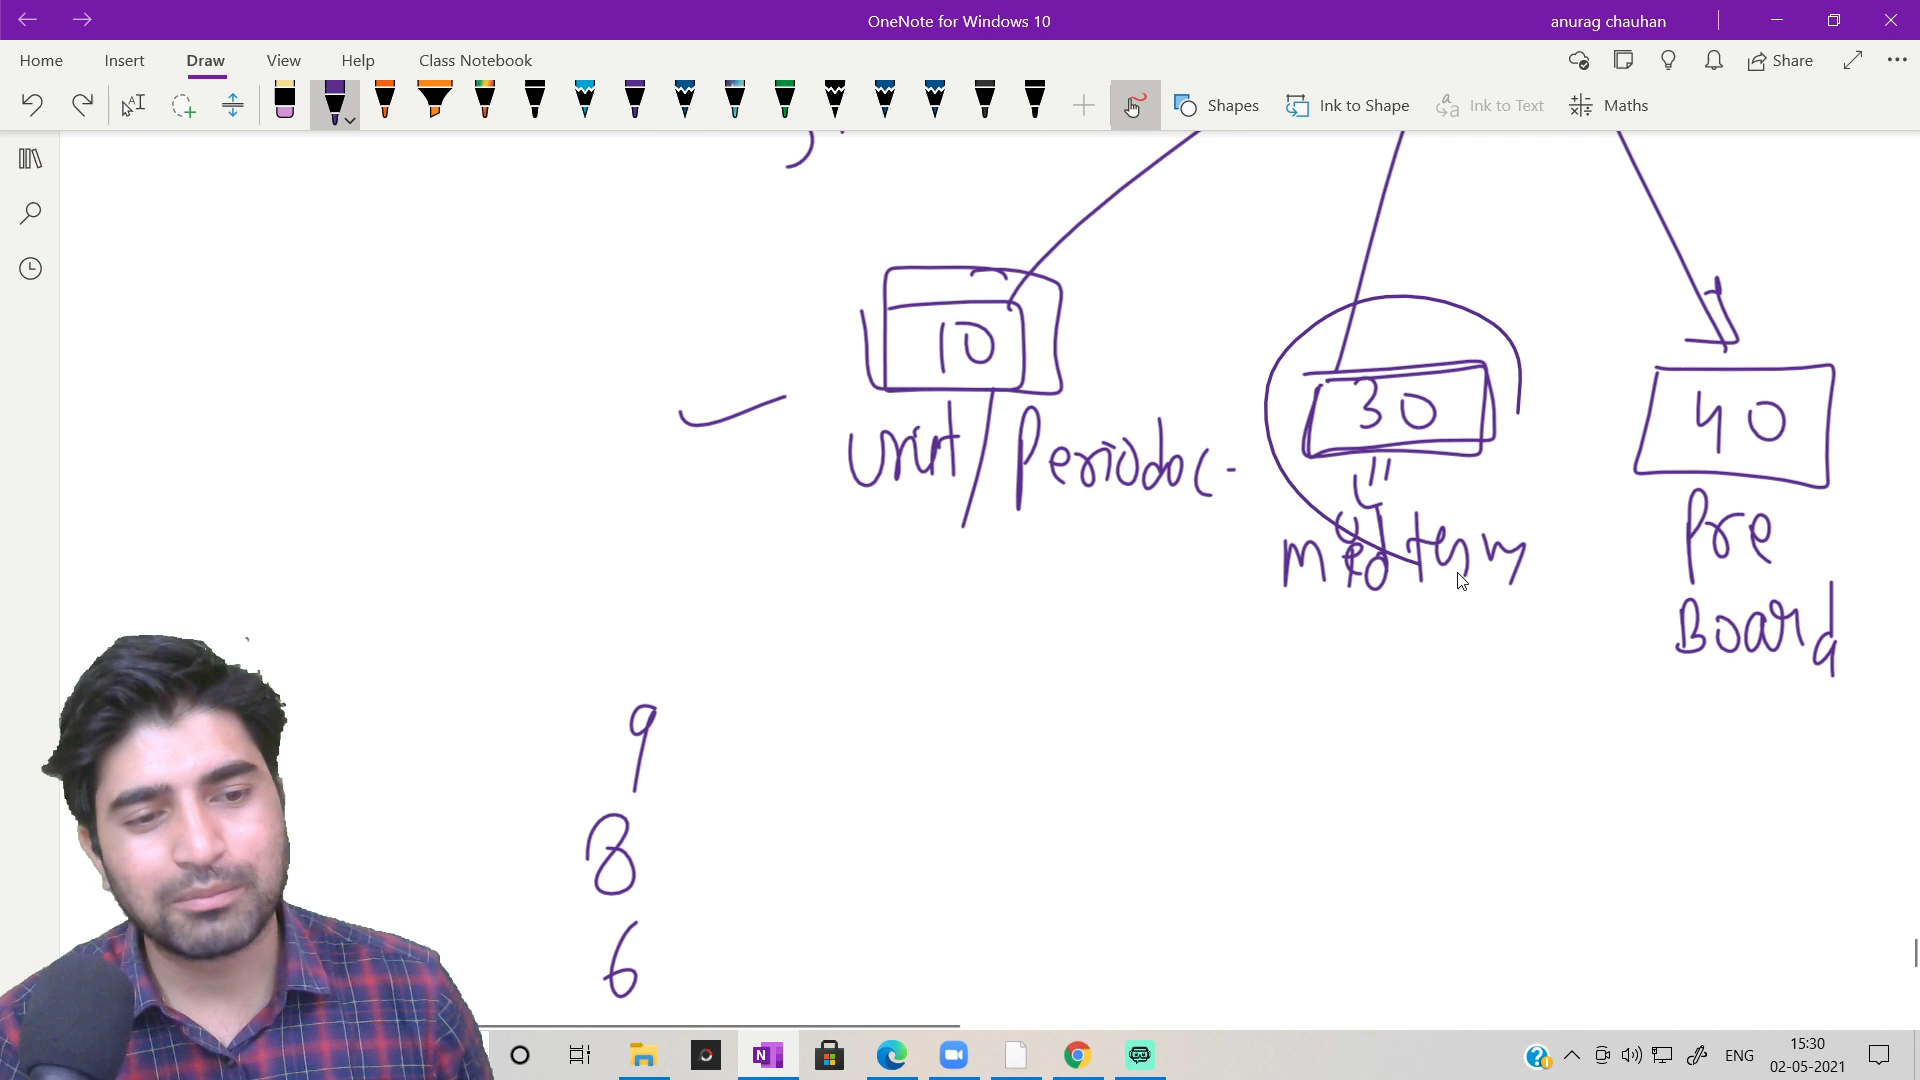 OneNote for Windows 10
anurag chauhan
Home Insert Draw View Help Class Notebook
Share
Shapes Ink to Shape Ink to Text Maths
10
30
40
unit / Periodoc -
midterm
Pre
Board
9
8
6
ENG
15:30
02-05-2021